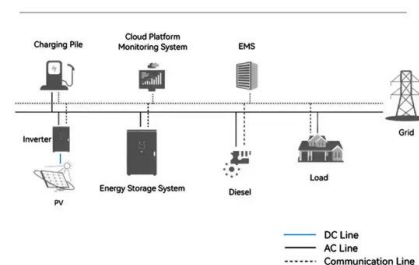 Charging Pile
Cloud Platform
Monitoring System
EMS
Grid
Inverter
PV
Energy Storage System
Diesel
Load
DC Line
AC Line
Communication Line